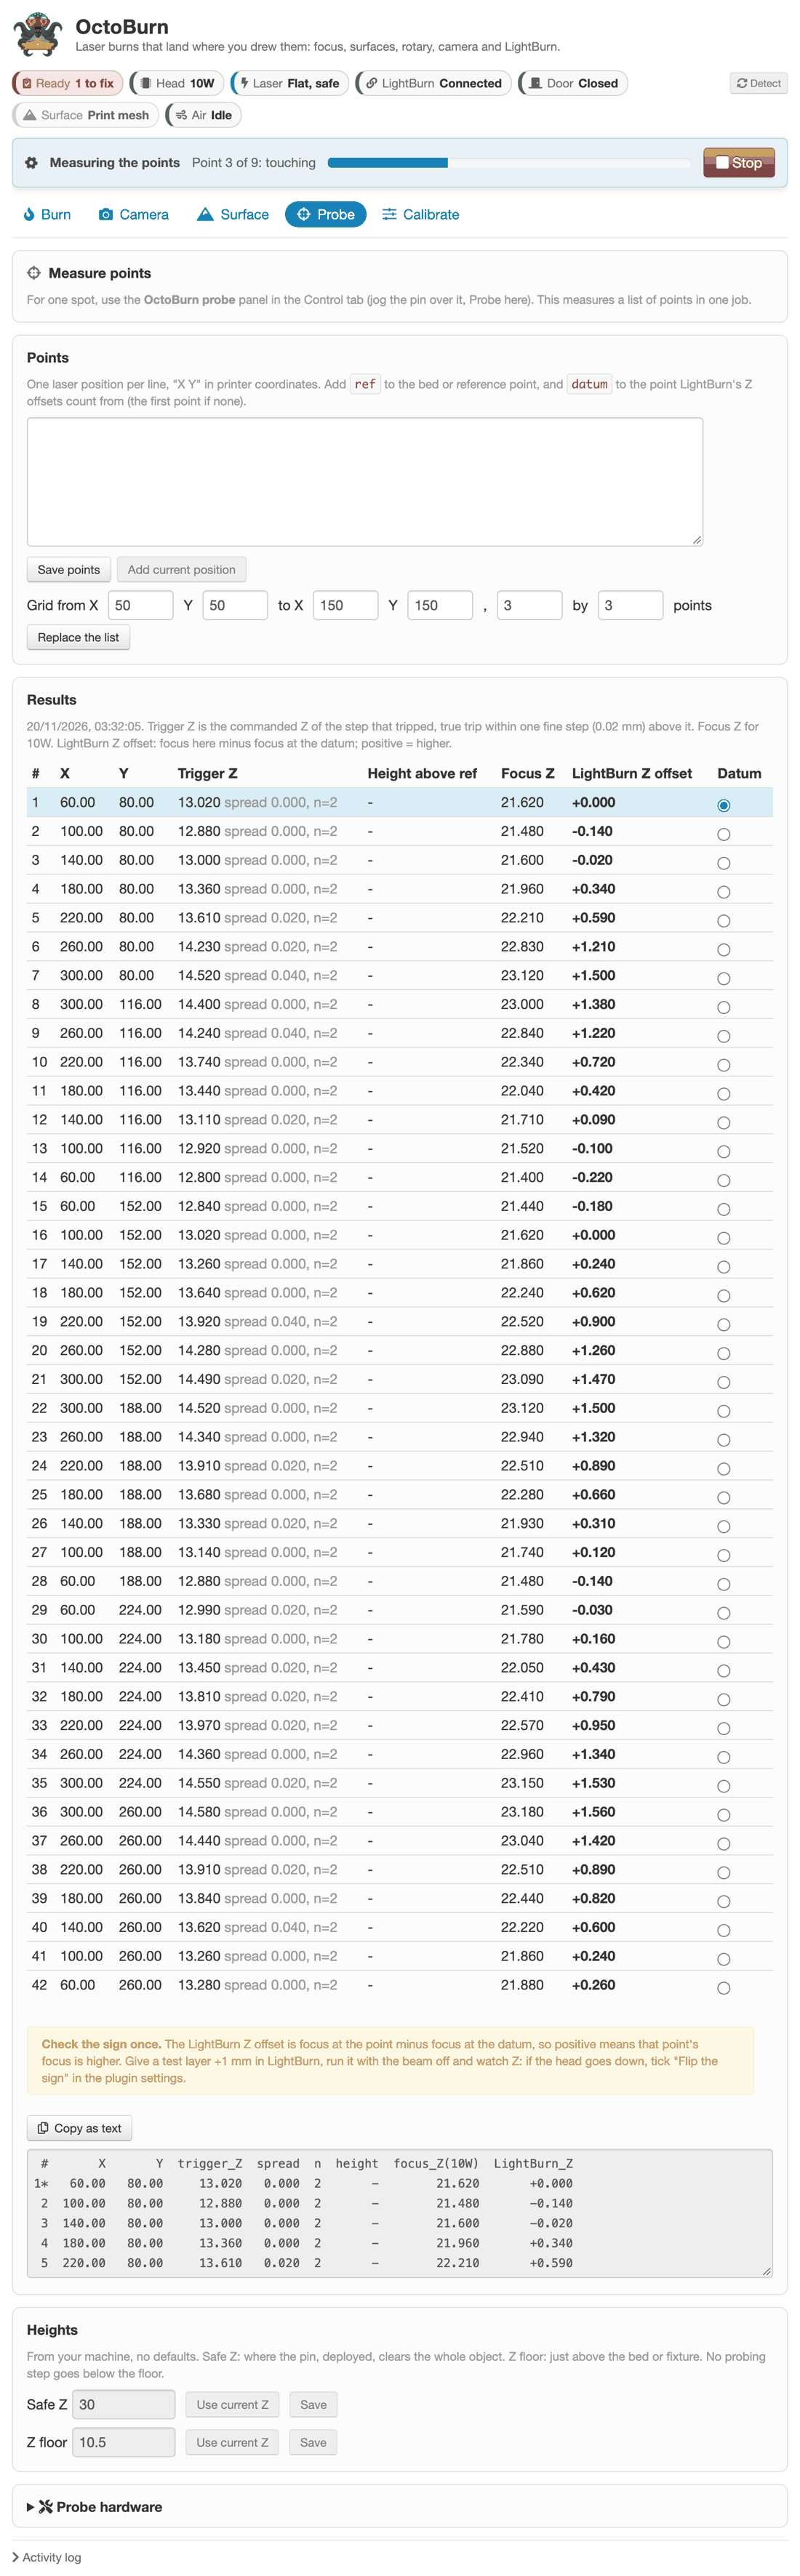 OctoBurn
Laser burns that land where you drew them: focus, surfaces, rotary, camera and LightBurn.
Ready 1 to fix Head 10W Laser Flat, safe LightBurn Connected Door Closed Detect
Surface Print mesh Air Idle
Measuring the points Point 3 of 9: touching Stop
Burn Camera Surface Probe Calibrate
Measure points
For one spot, use the OctoBurn probe panel in the Control tab (jog the pin over it, Probe here). This measures a list of points in one job.
Points
One laser position per line, "X Y" in printer coordinates. Add ref to the bed or reference point, and datum to the point LightBurn's Z
offsets count from (the first point if none).
Save points Add current position
Grid from X 50 Y 50 to X 150 Y 150 , 3 by 3 points
Replace the list
Results
20/11/2026, 03:32:05. Trigger Z is the commanded Z of the step that tripped, true trip within one fine step (0.02 mm) above it. Focus Z for
10W. LightBurn Z offset: focus here minus focus at the datum; positive = higher.
# X Y Trigger Z Height above ref Focus Z LightBurn Z offset Datum
1 60.00 80.00 13.020 spread 0.000, n=2 - 21.620 +0.000
2 100.00 80.00 12.880 spread 0.000, n=2 - 21.480 -0.140
3 140.00 80.00 13.000 spread 0.000, n=2 - 21.600 -0.020
4 180.00 80.00 13.360 spread 0.000, n=2 - 21.960 +0.340
5 220.00 80.00 13.610 spread 0.020, n=2 - 22.210 +0.590
6 260.00 80.00 14.230 spread 0.020, n=2 - 22.830 +1.210
7 300.00 80.00 14.520 spread 0.040, n=2 - 23.120 +1.500
8 300.00 116.00 14.400 spread 0.000, n=2 - 23.000 +1.380
9 260.00 116.00 14.240 spread 0.040, n=2 - 22.840 +1.220
10 220.00 116.00 13.740 spread 0.000, n=2 - 22.340 +0.720
11 180.00 116.00 13.440 spread 0.000, n=2 - 22.040 +0.420
12 140.00 116.00 13.110 spread 0.020, n=2 - 21.710 +0.090
13 100.00 116.00 12.920 spread 0.000, n=2 - 21.520 -0.100
14 60.00 116.00 12.800 spread 0.000, n=2 - 21.400 -0.220
15 60.00 152.00 12.840 spread 0.000, n=2 - 21.440 -0.180
16 100.00 152.00 13.020 spread 0.000, n=2 - 21.620 +0.000
17 140.00 152.00 13.260 spread 0.000, n=2 - 21.860 +0.240
18 180.00 152.00 13.640 spread 0.000, n=2 - 22.240 +0.620
19 220.00 152.00 13.920 spread 0.040, n=2 - 22.520 +0.900
20 260.00 152.00 14.280 spread 0.000, n=2 - 22.880 +1.260
21 300.00 152.00 14.490 spread 0.020, n=2 - 23.090 +1.470
22 300.00 188.00 14.520 spread 0.000, n=2 - 23.120 +1.500
23 260.00 188.00 14.340 spread 0.000, n=2 - 22.940 +1.320
24 220.00 188.00 13.910 spread 0.020, n=2 - 22.510 +0.890
25 180.00 188.00 13.680 spread 0.000, n=2 - 22.280 +0.660
26 140.00 188.00 13.330 spread 0.020, n=2 - 21.930 +0.310
27 100.00 188.00 13.140 spread 0.000, n=2 - 21.740 +0.120
28 60.00 188.00 12.880 spread 0.000, n=2 - 21.480 -0.140
29 60.00 224.00 12.990 spread 0.020, n=2 - 21.590 -0.030
30 100.00 224.00 13.180 spread 0.000, n=2 - 21.780 +0.160
31 140.00 224.00 13.450 spread 0.020, n=2 - 22.050 +0.430
32 180.00 224.00 13.810 spread 0.020, n=2 - 22.410 +0.790
33 220.00 224.00 13.970 spread 0.020, n=2 - 22.570 +0.950
34 260.00 224.00 14.360 spread 0.000, n=2 - 22.960 +1.340
35 300.00 224.00 14.550 spread 0.020, n=2 - 23.150 +1.530
36 300.00 260.00 14.580 spread 0.000, n=2 - 23.180 +1.560
37 260.00 260.00 14.440 spread 0.000, n=2 - 23.040 +1.420
38 220.00 260.00 13.910 spread 0.020, n=2 - 22.510 +0.890
39 180.00 260.00 13.840 spread 0.000, n=2 - 22.440 +0.820
40 140.00 260.00 13.620 spread 0.040, n=2 - 22.220 +0.600
41 100.00 260.00 13.260 spread 0.000, n=2 - 21.860 +0.240
42 60.00 260.00 13.280 spread 0.000, n=2 - 21.880 +0.260
Check the sign once. The LightBurn Z offset is focus at the point minus focus at the datum, so positive means that point's
focus is higher. Give a test layer +1 mm in LightBurn, run it with the beam off and watch Z: if the head goes down, tick "Flip the
sign" in the plugin settings.
Copy as text
# X Y trigger_Z spread n height focus_Z(10W) LightBurn_Z
1* 60.00 80.00 13.020 0.000 2 - 21.620 +0.000
2 100.00 80.00 12.880 0.000 2 - 21.480 -0.140
3 140.00 80.00 13.000 0.000 2 - 21.600 -0.020
4 180.00 80.00 13.360 0.000 2 - 21.960 +0.340
5 220.00 80.00 13.610 0.020 2 - 22.210 +0.590
Heights
From your machine, no defaults. Safe Z: where the pin, deployed, clears the whole object. Z floor: just above the bed or fixture. No probing
step goes below the floor.
Safe Z 30 Use current Z Save
Z floor 10.5 Use current Z Save
Probe hardware
Activity log